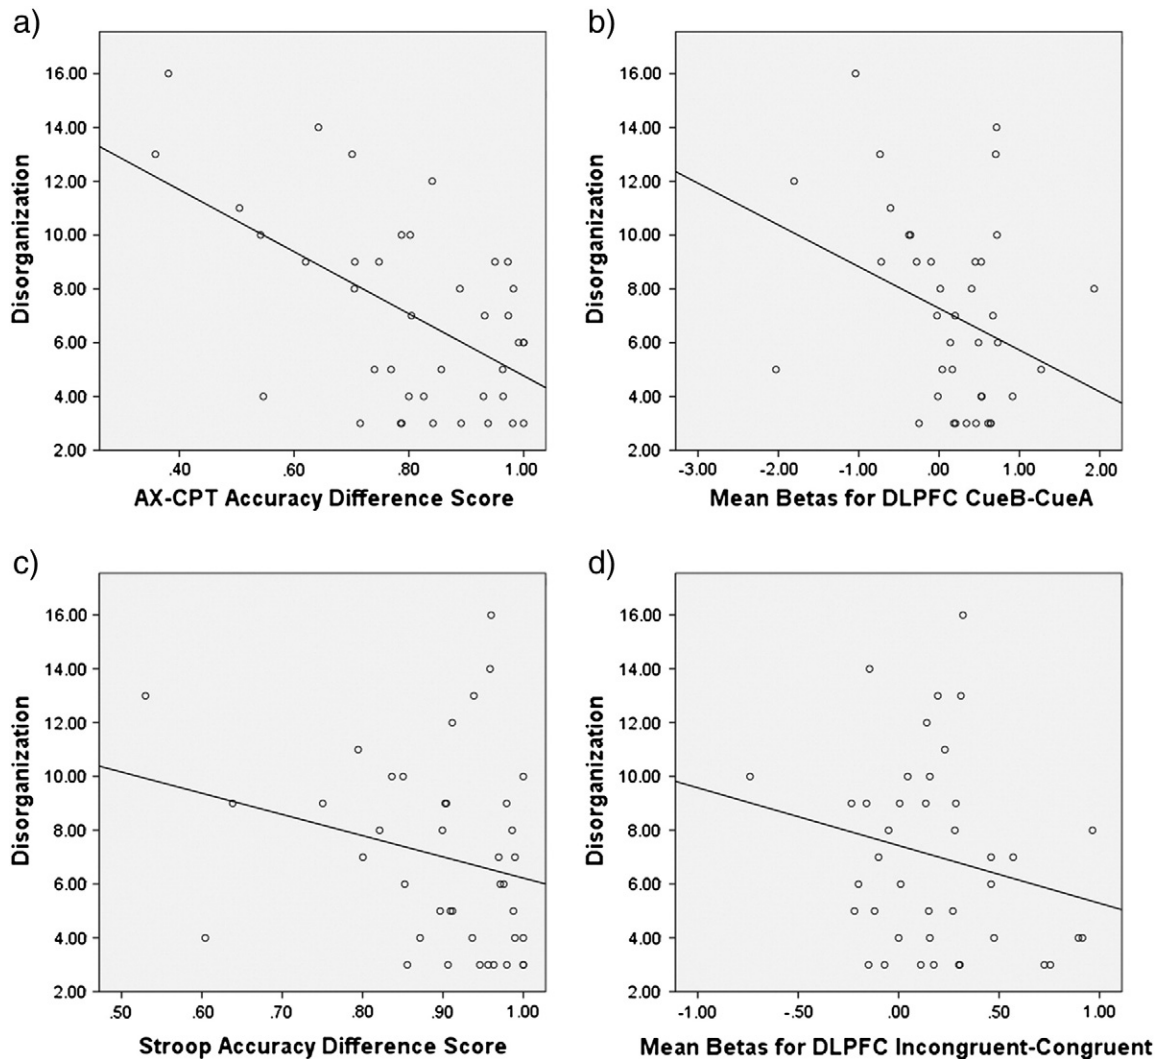 a)
16.00
14.00
12.00
10.00
8.00
6.00
4.00
2.00
Disorganization
.40 .60 .80 1.00
AX-CPT Accuracy Difference Score
b)
16.00
14.00
12.00
10.00
8.00
6.00
4.00
2.00
Disorganization
-3.00 -2.00 -1.00 .00 1.00 2.00
Mean Betas for DLPFC CueB-CueA
c)
16.00
14.00
12.00
10.00
8.00
6.00
4.00
2.00
Disorganization
.50 .60 .70 .80 .90 1.00
Stroop Accuracy Difference Score
d)
16.00
14.00
12.00
10.00
8.00
6.00
4.00
2.00
Disorganization
-1.00 -.50 .00 .50 1.00
Mean Betas for DLPFC Incongruent-Congruent